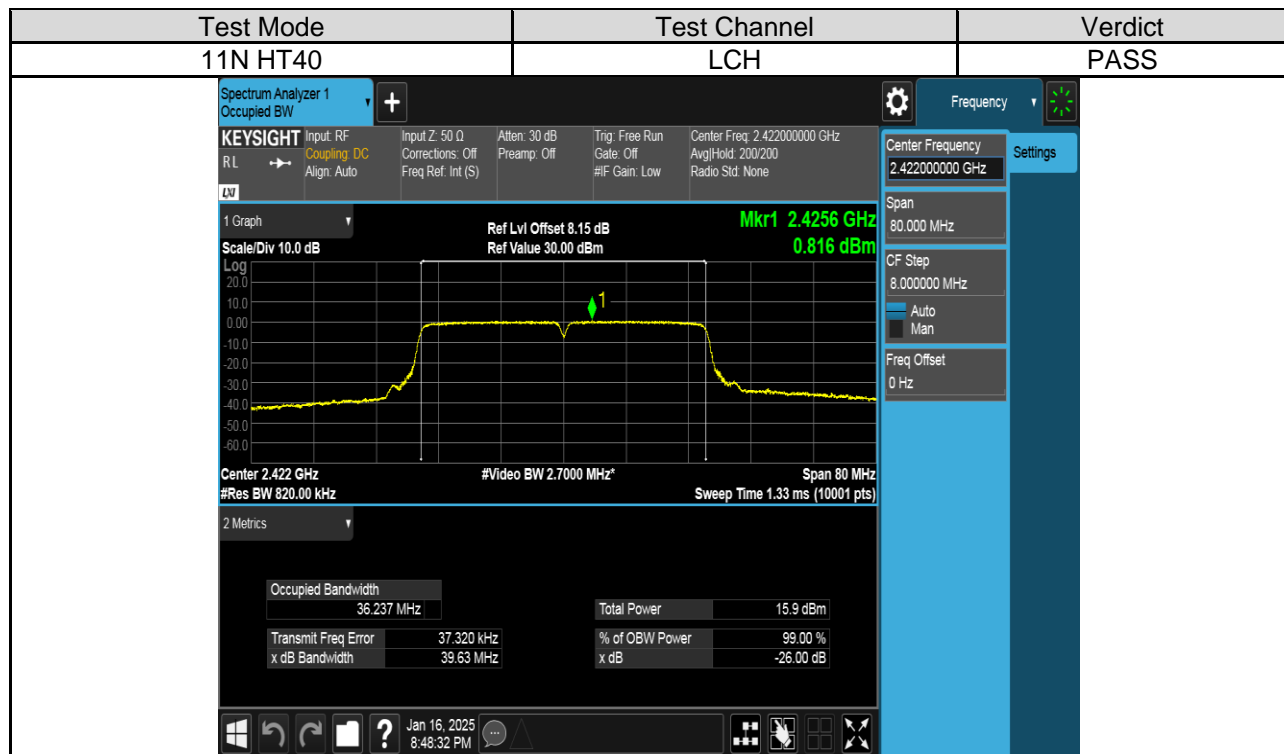 Test Mode Test Channel Verdict
11N HT40 LCH PASS
Spectrum Analyzer 1
Occupied BW
+
Frequency
KEYSIGHT Input: RF Input Z: 50 Ω Atten: 30 dB Trig: Free Run Center Freq: 2.422000000 GHz
R L Coupling: DC Corrections: Off Preamp: Off Gate: Off Avg|Hold: 200/200
Align: Auto Freq Ref: Int (S) #IF Gain: Low Radio Std: None
LXI
Center Frequency
2.422000000 GHz
Settings
Span
80.000 MHz
CF Step
8.000000 MHz
Auto
Man
Freq Offset
0 Hz
1 Graph Ref Lvl Offset 8.15 dB Mkr1 2.4256 GHz
Scale/Div 10.0 dB Ref Value 30.00 dBm 0.816 dBm
Log
20.0
10.0
1
0.00
-10.0
-20.0
-30.0
-40.0
-50.0
-60.0
Center 2.422 GHz #Video BW 2.7000 MHz* Span 80 MHz
#Res BW 820.00 kHz Sweep Time 1.33 ms (10001 pts)
2 Metrics
Occupied Bandwidth
36.237 MHz Total Power 15.9 dBm
Transmit Freq Error 37.320 kHz % of OBW Power 99.00 %
x dB Bandwidth 39.63 MHz x dB -26.00 dB
? Jan 16, 2025
8:48:32 PM